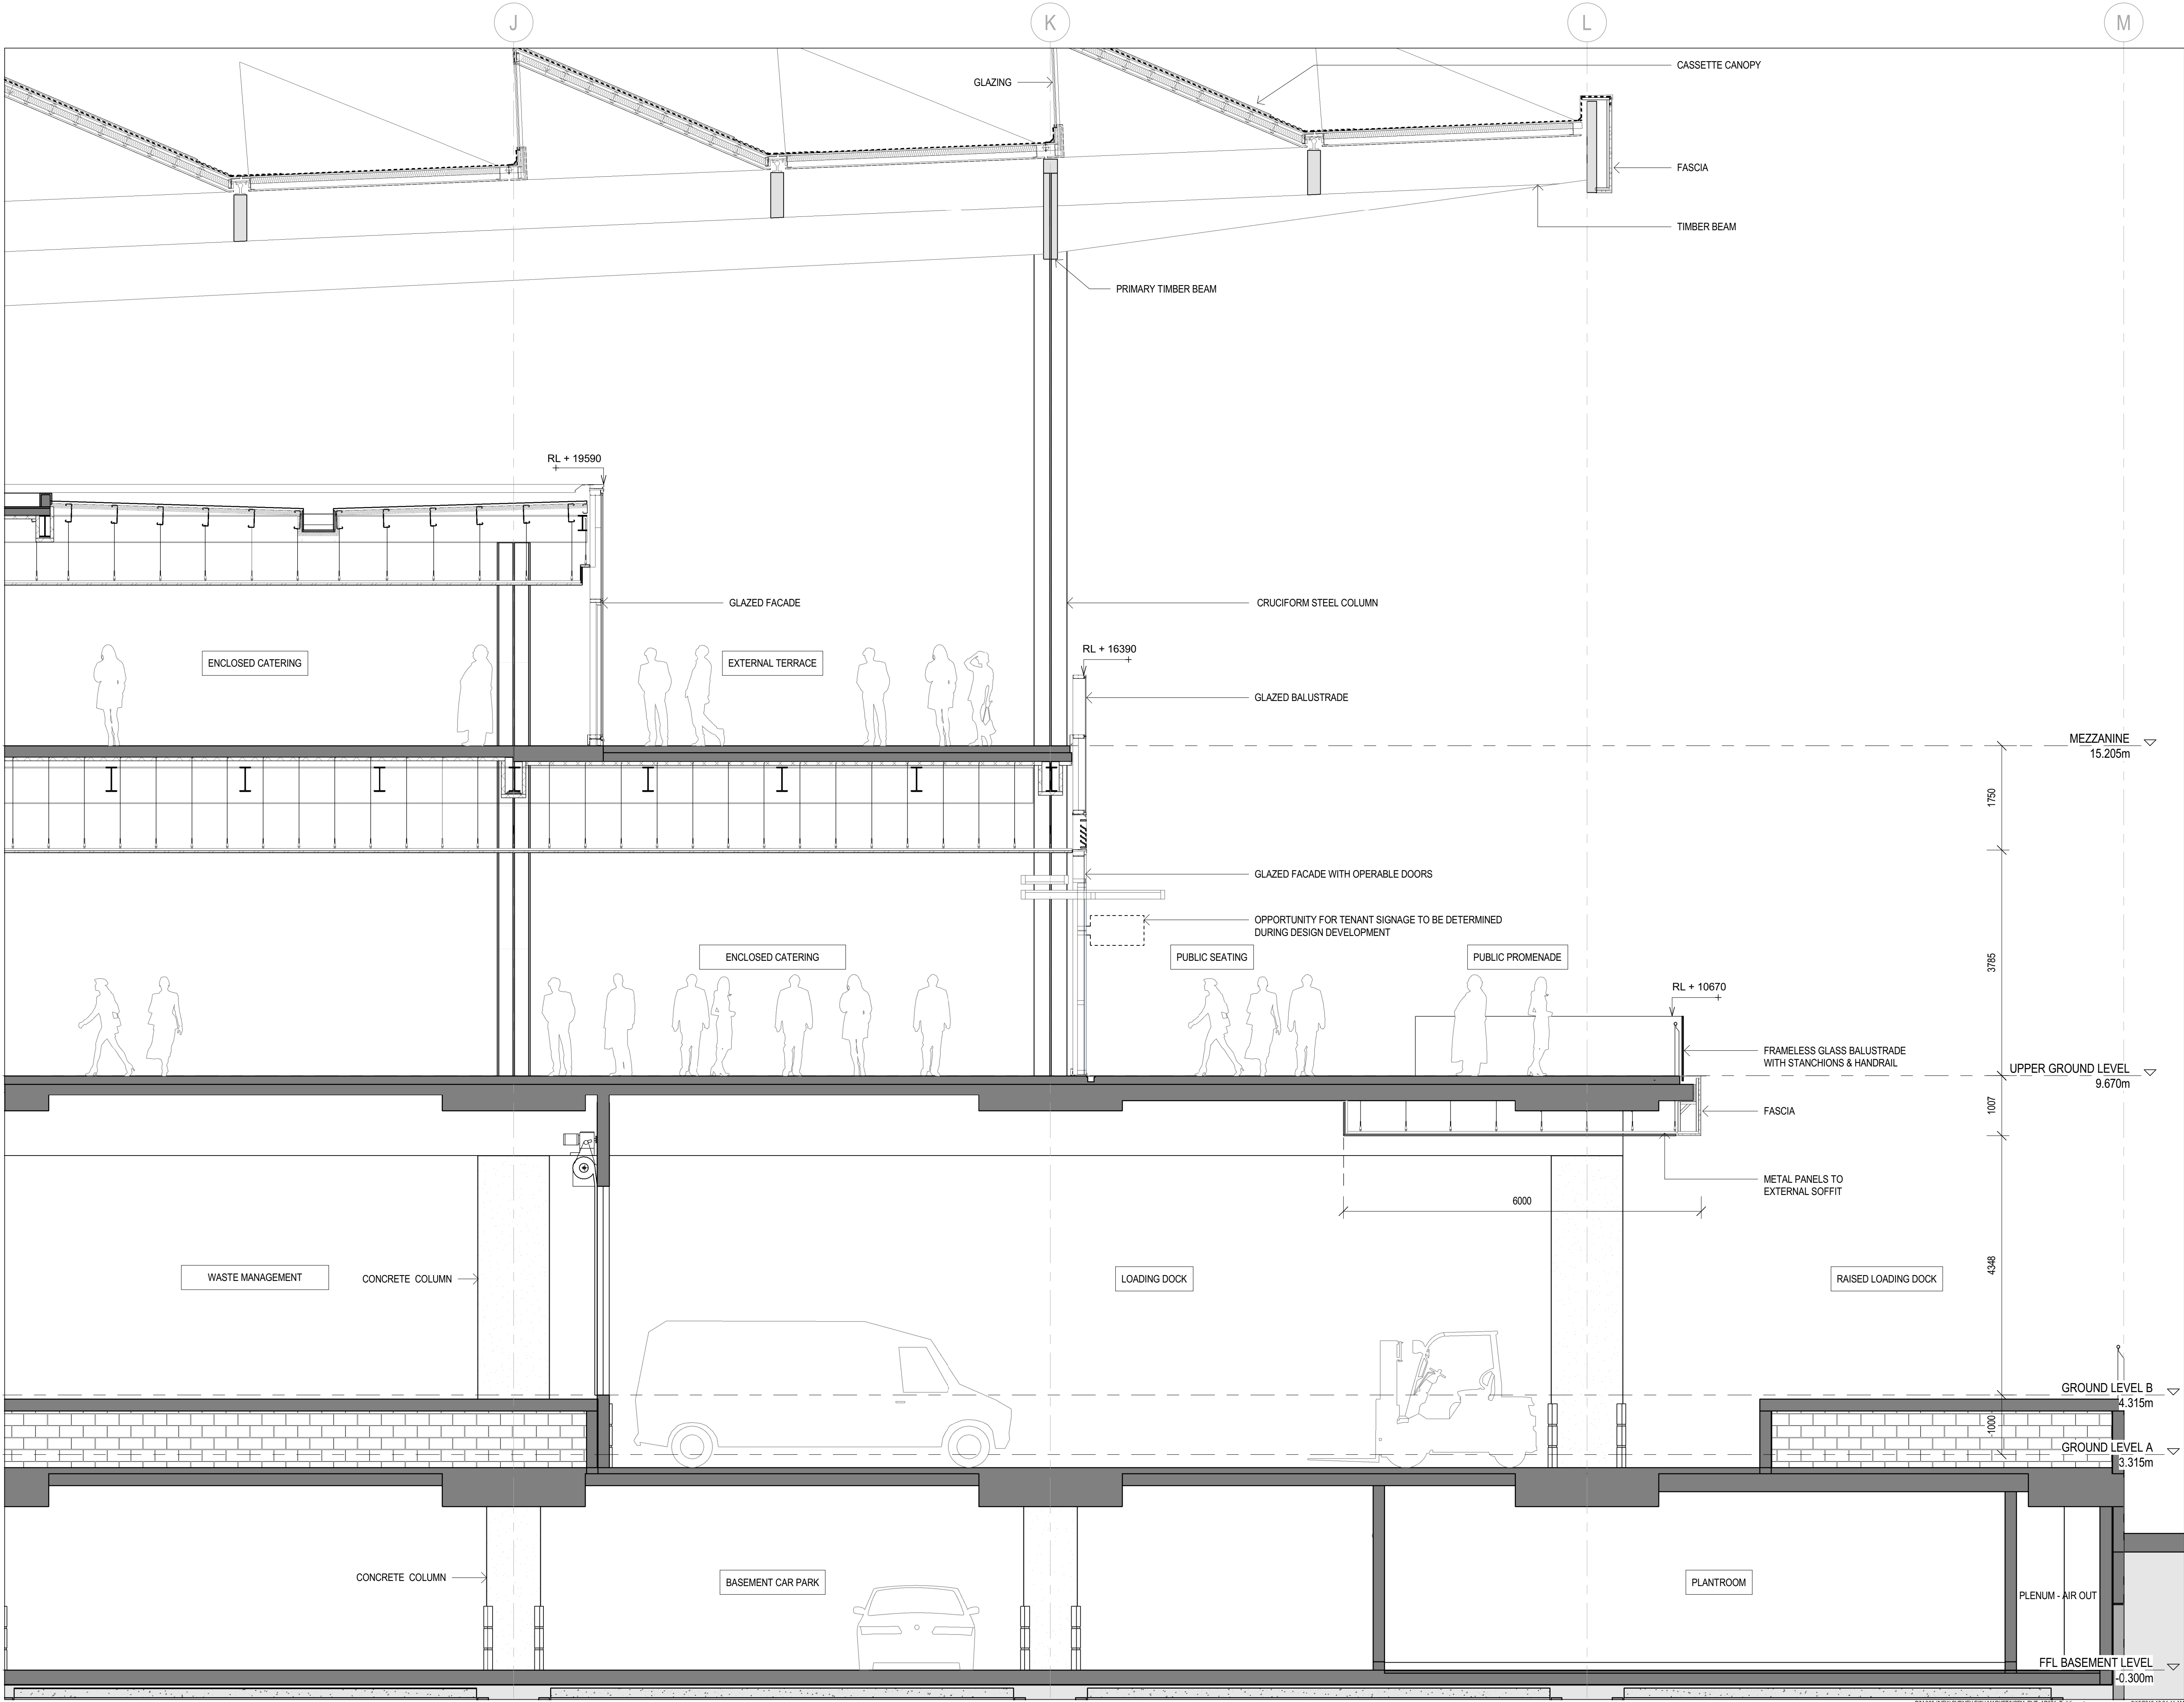 J
K
L
M
GLAZING
CASSETTE CANOPY
FASCIA
TIMBER BEAM
PRIMARY TIMBER BEAM
RL + 19590
GLAZED FACADE
CRUCIFORM STEEL COLUMN
ENCLOSED CATERING
EXTERNAL TERRACE
RL + 16390
GLAZED BALUSTRADE
MEZZANINE
15.205m
1750
GLAZED FACADE WITH OPERABLE DOORS
OPPORTUNITY FOR TENANT SIGNAGE TO BE DETERMINED
DURING DESIGN DEVELOPMENT
ENCLOSED CATERING
PUBLIC SEATING
PUBLIC PROMENADE
3785
RL + 10670
FRAMELESS GLASS BALUSTRADE
WITH STANCHIONS & HANDRAIL
UPPER GROUND LEVEL
9.670m
FASCIA
1007
METAL PANELS TO
EXTERNAL SOFFIT
6000
WASTE MANAGEMENT
CONCRETE COLUMN
LOADING DOCK
RAISED LOADING DOCK
4348
GROUND LEVEL B
4.315m
-1000
GROUND LEVEL A
3.315m
CONCRETE COLUMN
BASEMENT CAR PARK
PLANTROOM
PLENUM - AIR OUT
FFL BASEMENT LEVEL
-0.300m